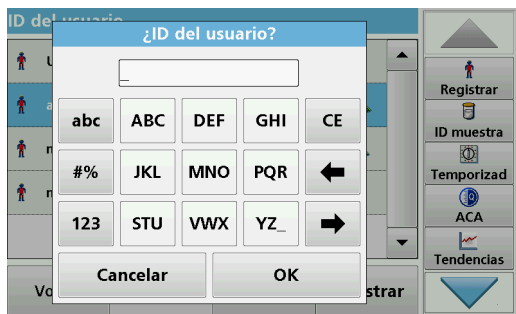 ID del usuario
¿ID del usuario?
_
abc ABC DEF GHI CE
#% JKL MNO PQR
123 STU VWX YZ_
Cancelar OK
Registrar
ID muestra
Temporizad
ACA
Tendencias